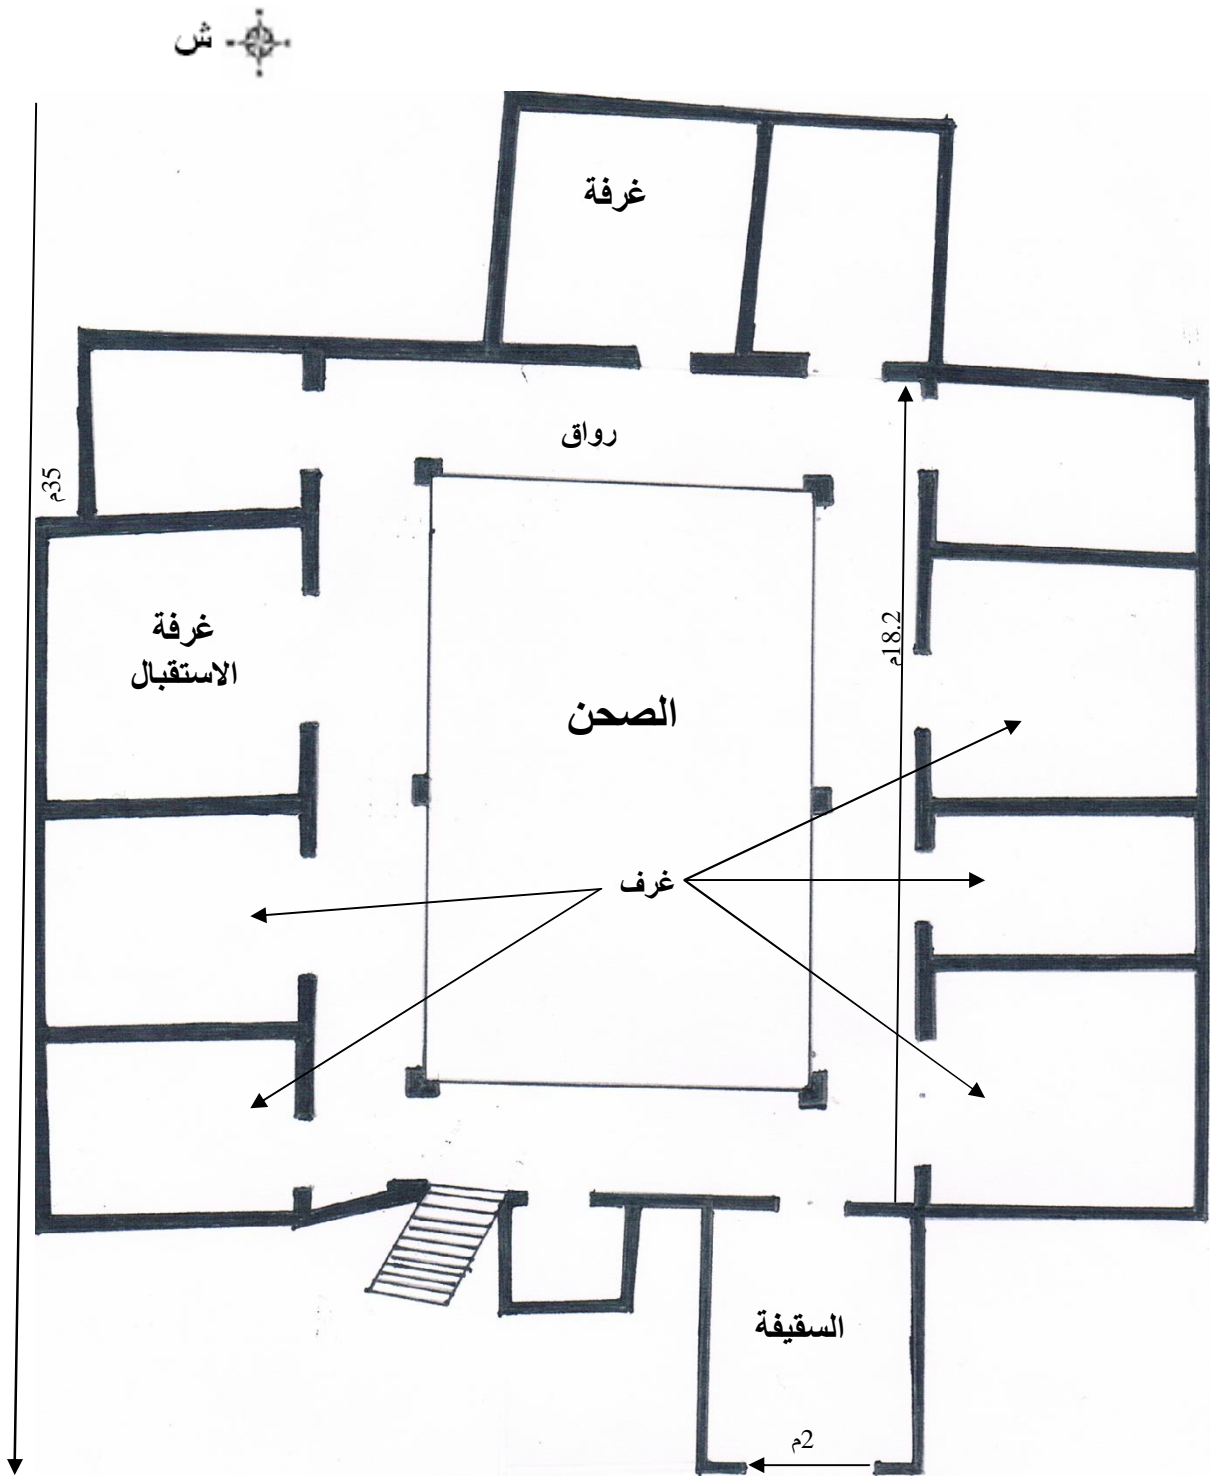 ش
غرفة
رواق
35م
غرفة
الاستقبال
18.2م
الصحن
غرف
السقيفة
2م